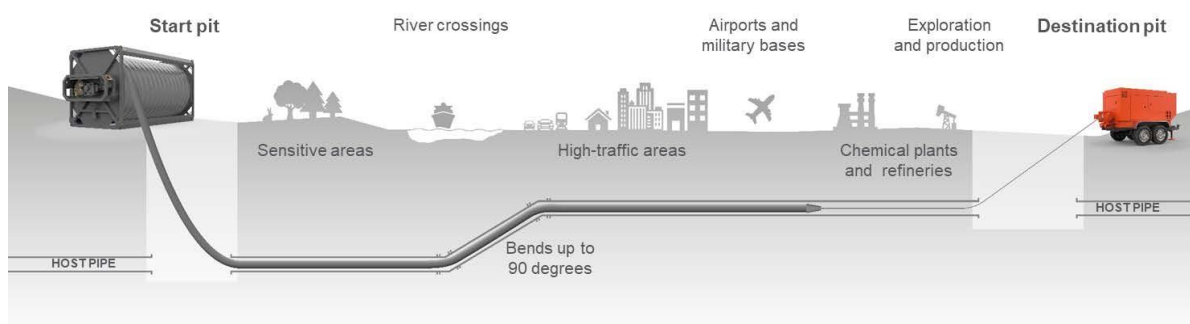 Start pit
River crossings
Airports and
military bases
Exploration
and production
Destination pit
Sensitive areas
High-traffic areas
Chemical plants
and refineries
HOST PIPE
Bends up to
90 degrees
HOST PIPE